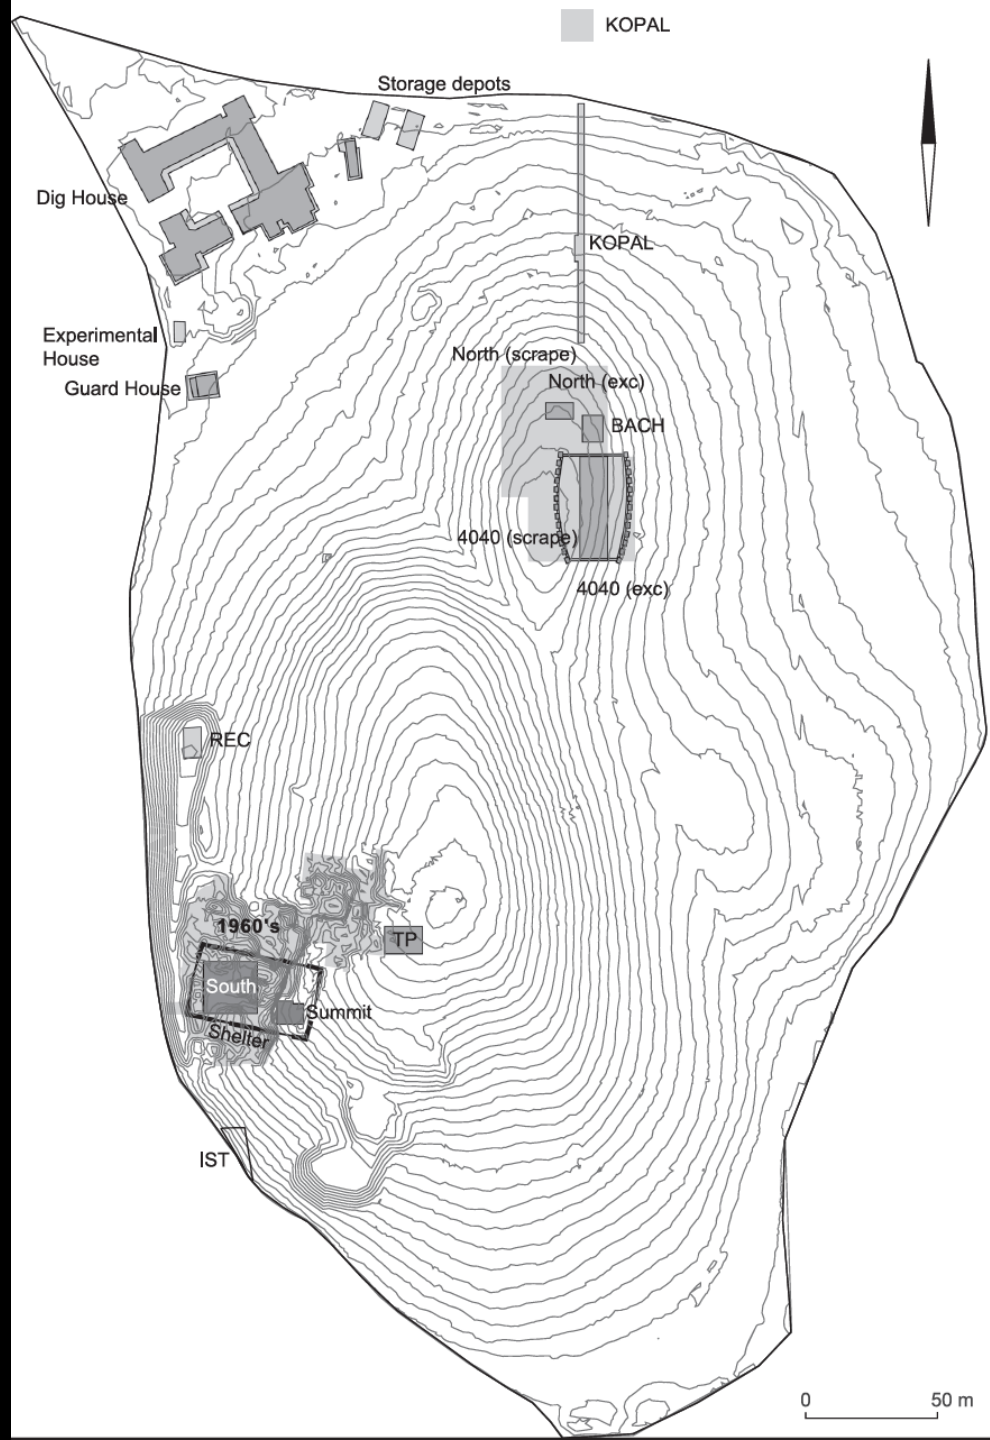 KOPAL
Storage depots
Dig House
KOPAL
Experimental
House
North (scrape)
North (exc)
Guard House
BACH
4040 (scrape)
4040 (exc)
REC
1960's
TP
South
Summit
Shelter
IST
0 50 m